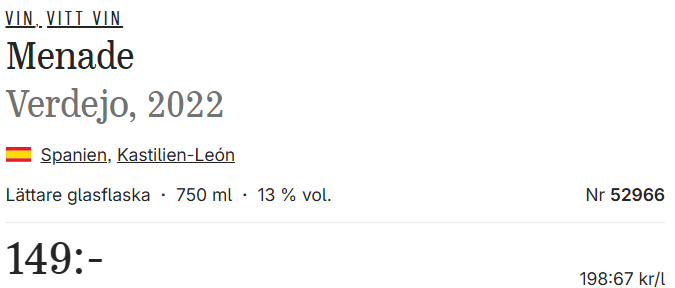 VIN, VITT VIN
Menade
Verdejo, 2022
Spanien, Kastilien-León
Lättare glasflaska · 750 ml · 13 % vol. Nr 52966
149:-
198:67 kr/l